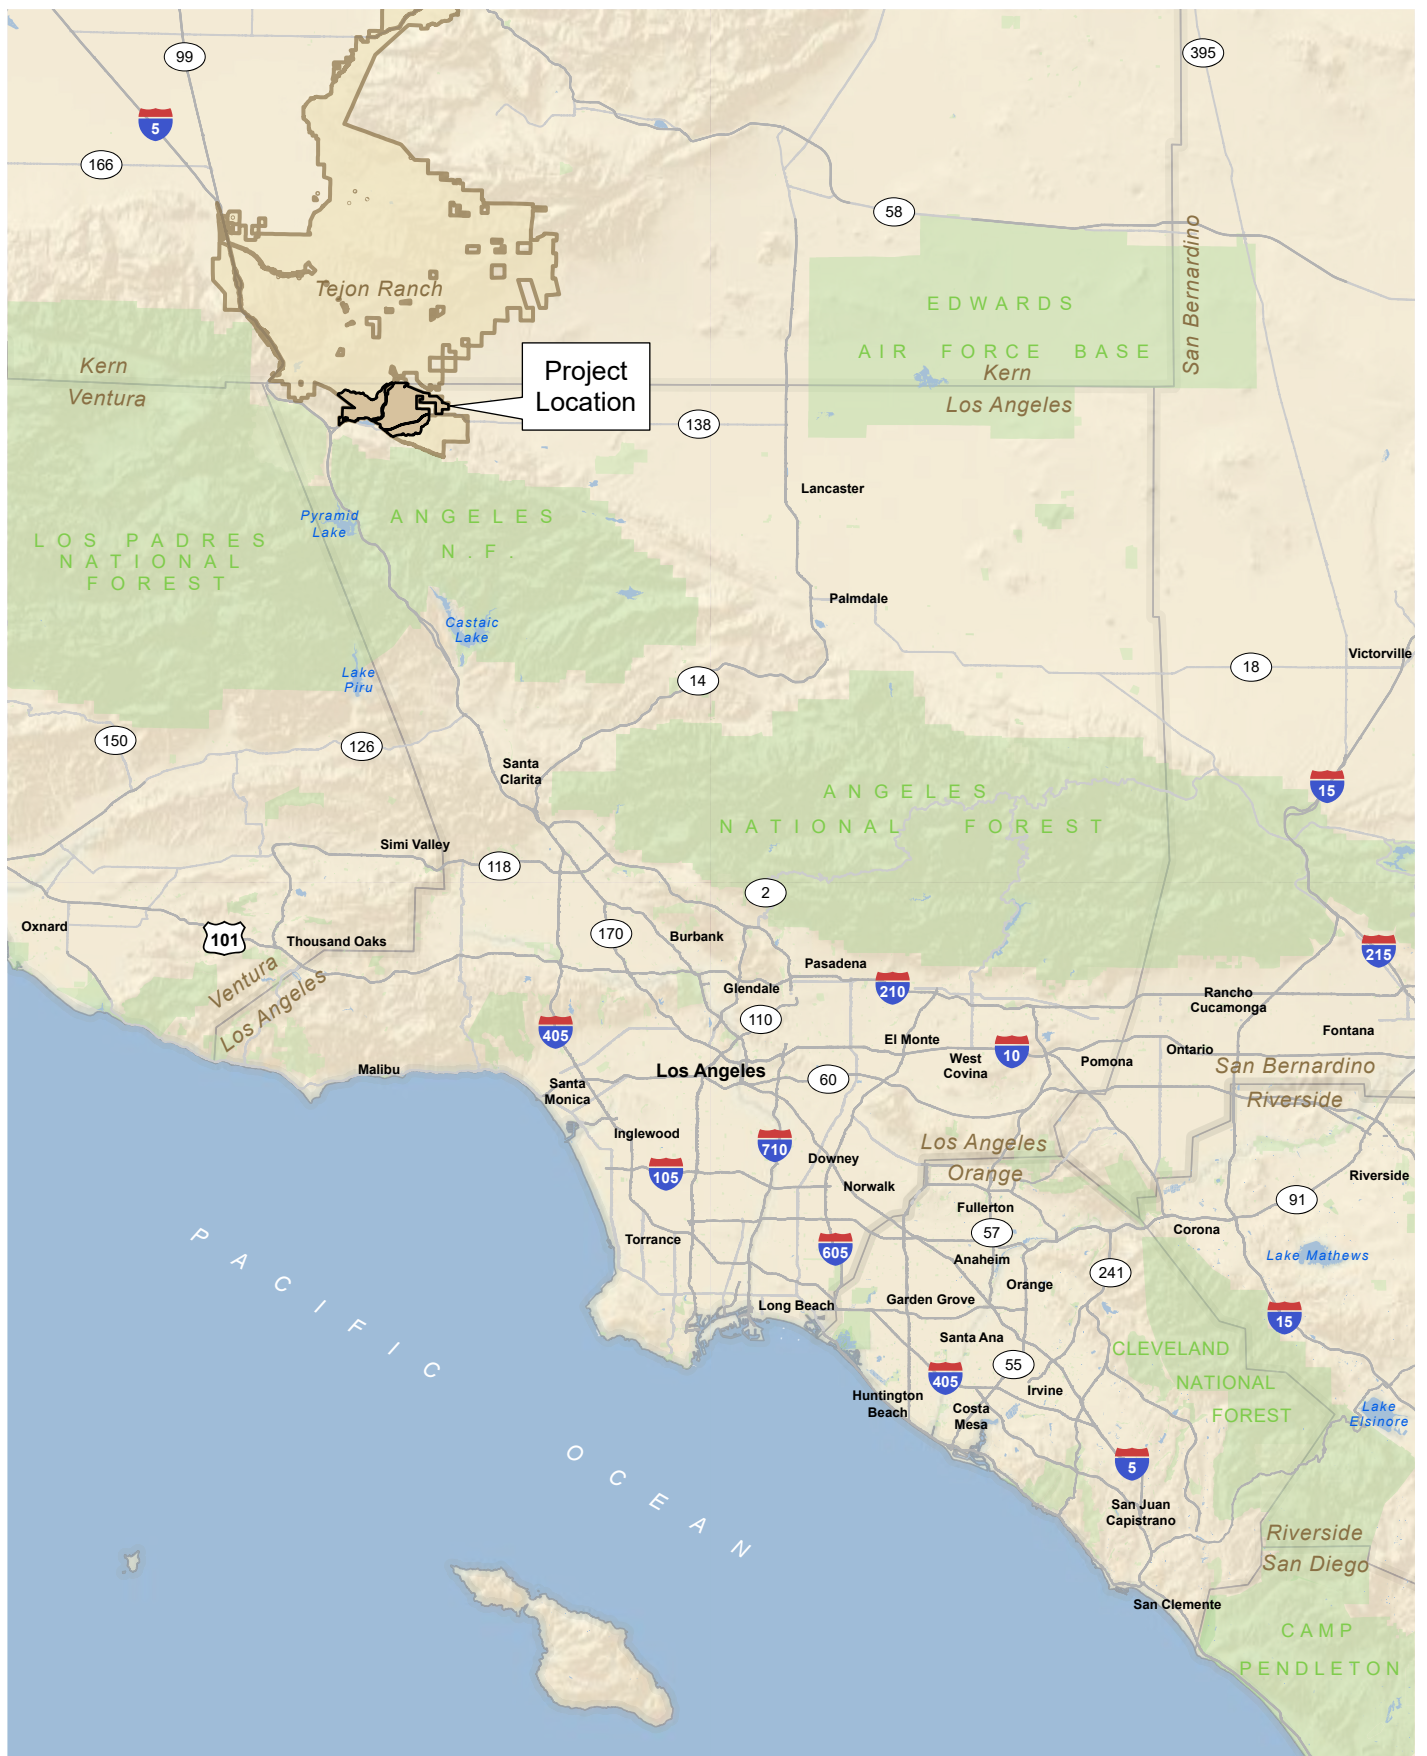 99
395
5
166
58
San Bernardino
Tejon Ranch
EDWARDS
AIR FORCE BASE
Kern
Ventura
Project
Location
Kern
Los Angeles
138
Lancaster
Pyramid
Lake
ANGELES
N.F.
LOS PADRES
NATIONAL
FOREST
Palmdale
Castaic
Lake
Victorville
18
Lake
Piru
14
150
126
Santa
Clarita
15
ANGELES
NATIONAL FOREST
Simi Valley
118
2
Oxnard
101
Thousand Oaks
170
Burbank
215
Pasadena
Ventura
Los Angeles
Glendale
210
Rancho
Cucamonga
110
405
Fontana
El Monte
10
Ontario
West
Covina
Pomona
San Bernardino
Riverside
Malibu
Los Angeles
60
Santa
Monica
Inglewood
710
Los Angeles
Orange
Downey
105
Norwalk
Riverside
91
Fullerton
57
Corona
Torrance
605
Anaheim
Lake Mathews
241
Orange
PACIFIC
OCEAN
Long Beach
Garden Grove
15
Santa Ana
CLEVELAND
NATIONAL
FOREST
55
405
Irvine
Huntington
Beach
Costa
Mesa
Lake
Elsinore
5
San Juan
Capistrano
Riverside
San Diego
San Clemente
CAMP
PENDLETON